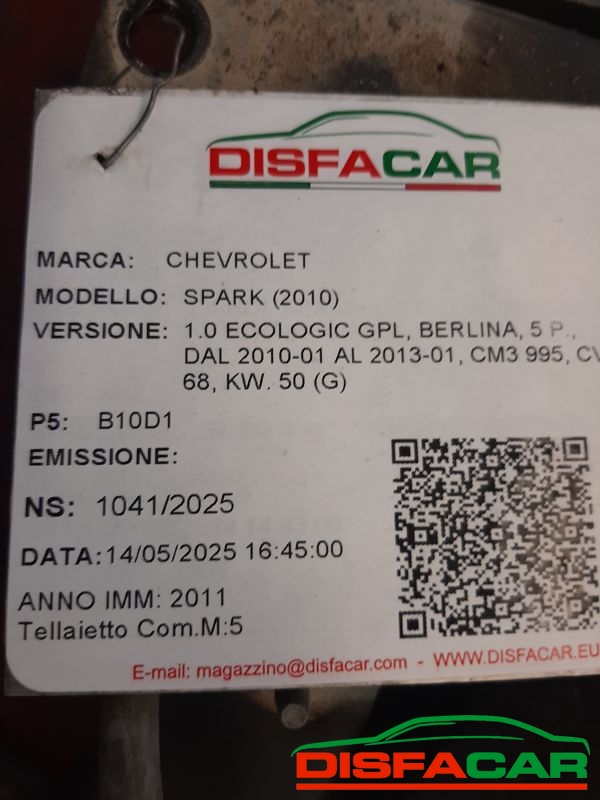 DISFACAR
MARCA: CHEVROLET
MODELLO: SPARK (2010)
VERSIONE: 1.0 ECOLOGIC GPL, BERLINA, 5 P.,
DAL 2010-01 AL 2013-01, CM3 995, CV
68, KW. 50 (G)
P5: B10D1
EMISSIONE:
NS: 1041/2025
DATA:14/05/2025 16:45:00
ANNO IMM: 2011
Tellaietto Com.M:5
E-mail: magazzino@disfacar.com - WWW.DISFACAR.EU
DISFACAR